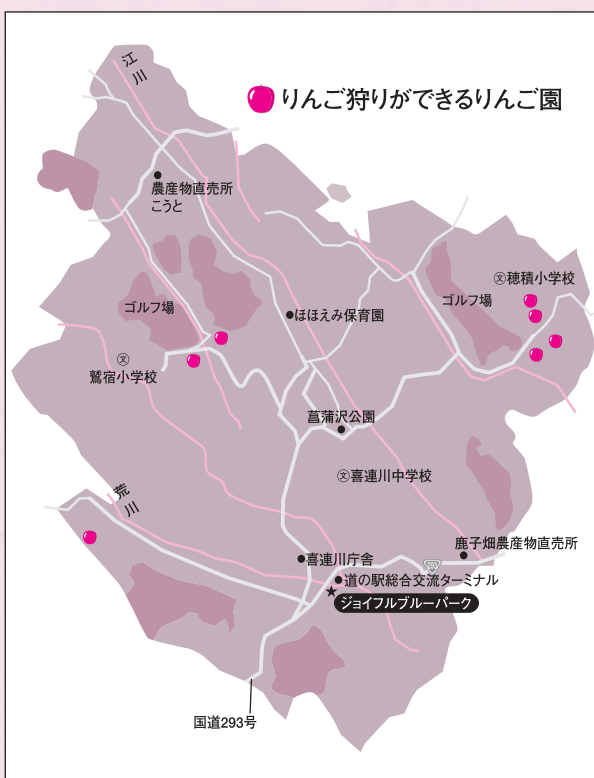 りんご狩りができるりんご園
江川
農産物直売所
こうと
文穂積小学校
ゴルフ場
ゴルフ場
ほほえみ保育園
文
鷲宿小学校
菖蒲沢公園
文喜連川中学校
荒川
鹿子畑農産物直売所
喜連川庁舎
293
道の駅総合交流ターミナル
ジョイフルブルーパーク
国道293号